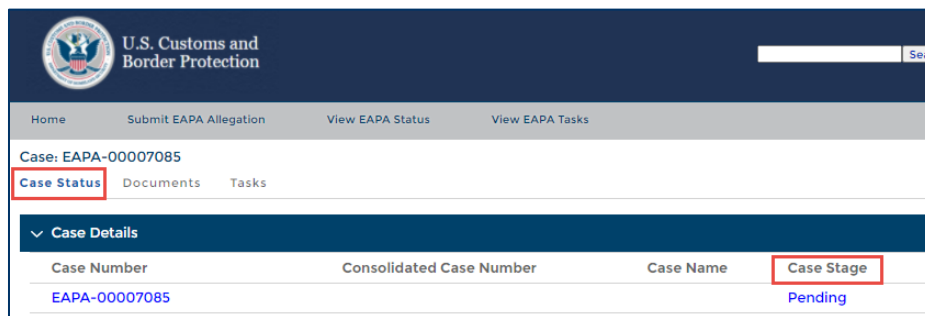 U.S. Customs and
Border Protection
Home Submit EAPA Allegation View EAPA Status View EAPA Tasks
Case: EAPA-00007085
Case Status Documents Tasks
Case Details
Case Number Consolidated Case Number Case Name Case Stage
EAPA-00007085 Pending